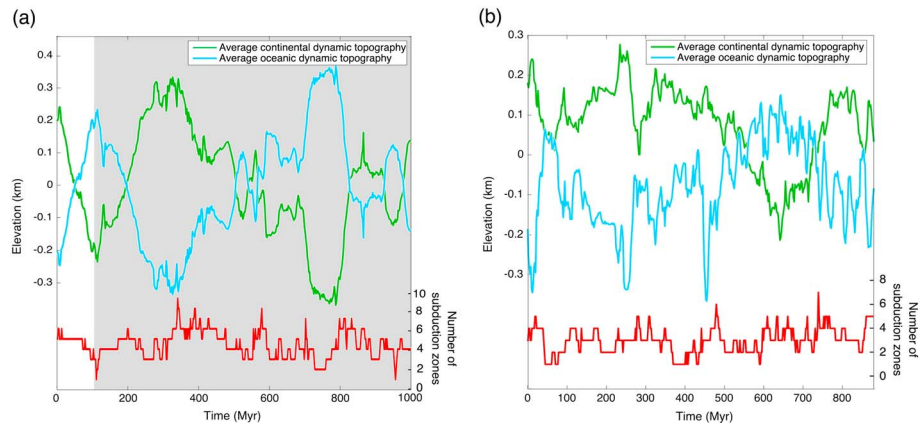 (a)
Average continental dynamic topography
Average oceanic dynamic topography
0.4
0.3
0.2
0.1
0
-0.1
-0.2
-0.3
Elevation (km)
10
8
6
4
2
0
Number of
subduction zones
0 200 400 600 800 1000
Time (Myr)
(b)
Average continental dynamic topography
Average oceanic dynamic topography
0.3
0.2
0.1
0
-0.1
0.2
-0.3
Elevation (km)
8
6
4
2
0
Number of
subduction zones
0 100 200 300 400 500 600 700 800
Time (Myr)